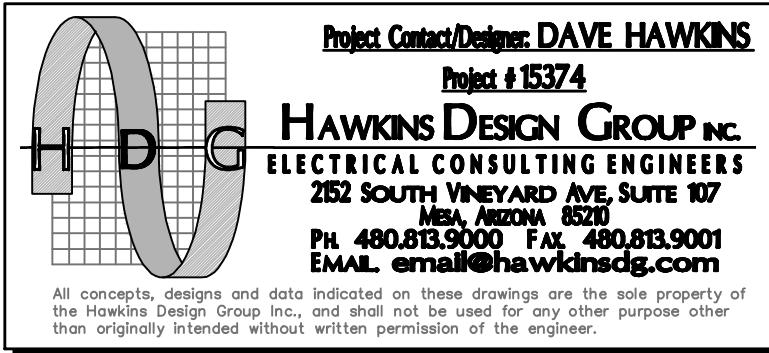 Project Contact/Designer: DAVE HAWKINS
Project # 15374
H D G
HAWKINS DESIGN GROUP INC.
ELECTRICAL CONSULTING ENGINEERS
2152 SOUTH VINEYARD AVE, SUITE 107
MESA, ARIZONA 85210
PH. 480.813.9000 FAX. 480.813.9001
EMAIL. email@hawkinsdg.com
All concepts, designs and data indicated on these drawings are the sole property of
the Hawkins Design Group Inc., and shall not be used for any other purpose other
than originally intended without written permission of the engineer.